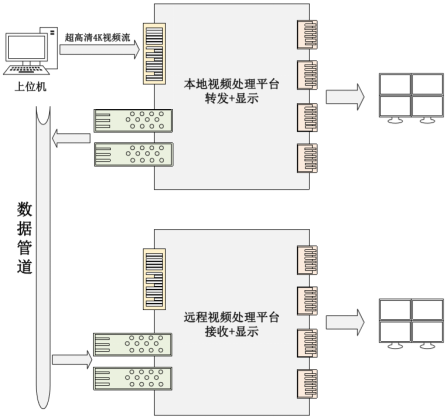 超高清4K视频流
上位机
本地视频处理平台
转发+显示
数据管道
远程视频处理平台
接收+显示